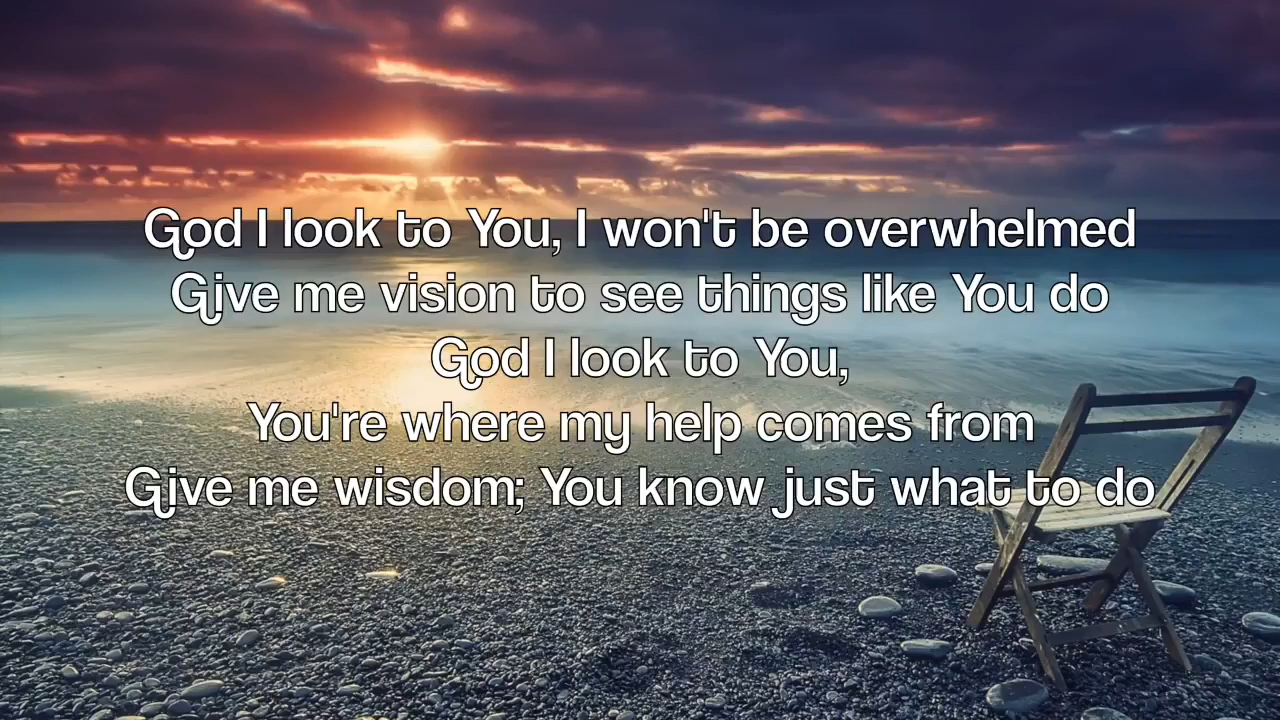 God I look to You, I won't be overwhelmed
Give me vision to see things like You do
God I look to You,
You're where my help comes from
Give me wisdom; You know just what to do